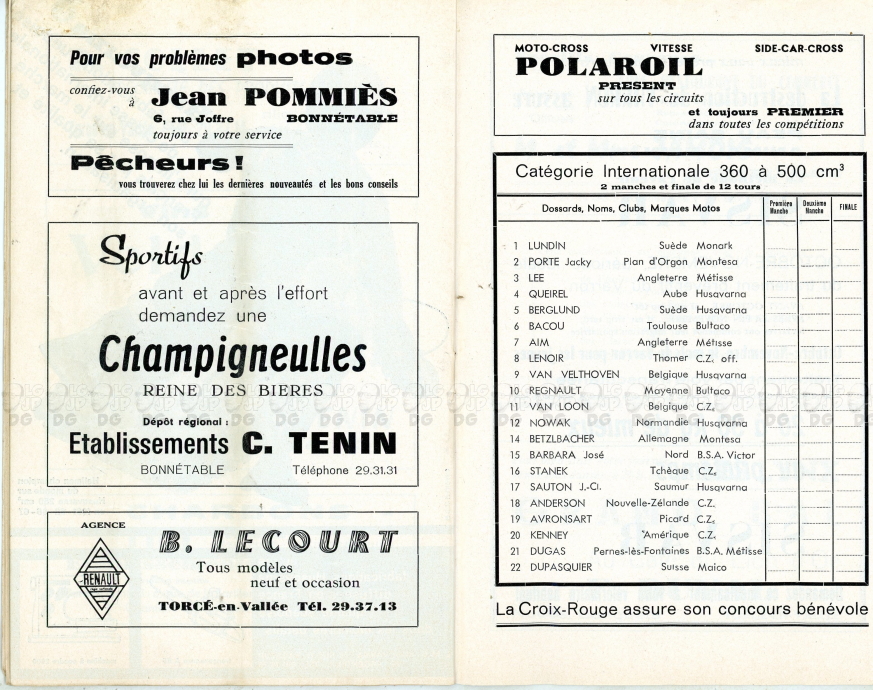 Pour vos problèmes photos
confiez-vous à Jean POMMIÈS
6, rue Joffre BONNÉTABLE
toujours à votre service
Pêcheurs !
vous trouverez chez lui les dernières nouveautés et les bons conseils
Sportifs
avant et après l'effort
demandez une
Champigneulles
REINE DES BIERES
Dépôt régional :
Etablissements C. TENIN
BONNÉTABLE Téléphone 29.31.31
AGENCE
RENAULT
B. LECOURT
Tous modèles
neuf et occasion
TORCÉ-en-Vallée Tél. 29.37.13
MOTO-CROSS VITESSE SIDE-CAR-CROSS
POLAROIL
PRESENT
sur tous les circuits
et toujours PREMIER
dans toutes les compétitions
Catégorie Internationale 360 à 500 cm³
2 manches et finale de 12 tours
Dossards, Noms, Clubs, Marques Motos Première Manche Deuxième Manche FINALE
1 LUNDIN Suède Monark
2 PORTE Jacky Plan d'Orgon Montesa
3 LEE Angleterre Métisse
4 QUEIREL Aube Husqvarna
5 BERGLUND Suède Husqvarna
6 BACOU Toulouse Bultaco
7 AIM Angleterre Métisse
8 LENOIR Thomer C.Z. off.
9 VAN VELTHOVEN Belgique Husqvarna
10 REGNAULT Mayenne Bultaco
11 VAN LOON Belgique C.Z.
12 NOWAK Normandie Husqvarna
14 BETZLBACHER Allemagne Montesa
15 BARBARA José Nord B.S.A. Victor
16 STANEK Tchèque C.Z.
17 SAUTON J.-Cl. Saumur Husqvarna
18 ANDERSON Nouvelle-Zélande C.Z.
19 AVRONSART Picard C.Z.
20 KENNEY Amérique C.Z.
21 DUGAS Pernes-lès-Fontaines B.S.A. Métisse
22 DUPASQUIER Suisse Maico
La Croix-Rouge assure son concours bénévole